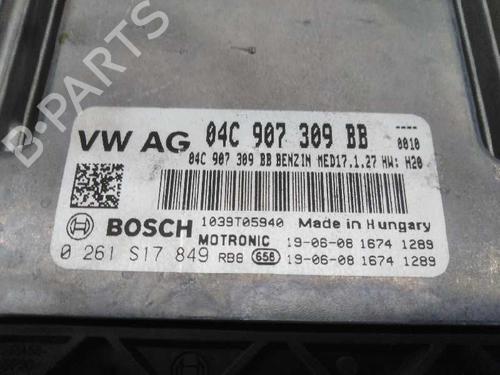 B-PARTS
VW AG 04C 907 309 BB ----
0010
04C 907 309 BB BENZIN MED17.1.27 HW: H20
BOSCH 1039T05940 Made in Hungary
MOTRONIC 19-06-08 1674 1289
0 261 S17 849 RB8 656 19-06-08 1674 1289